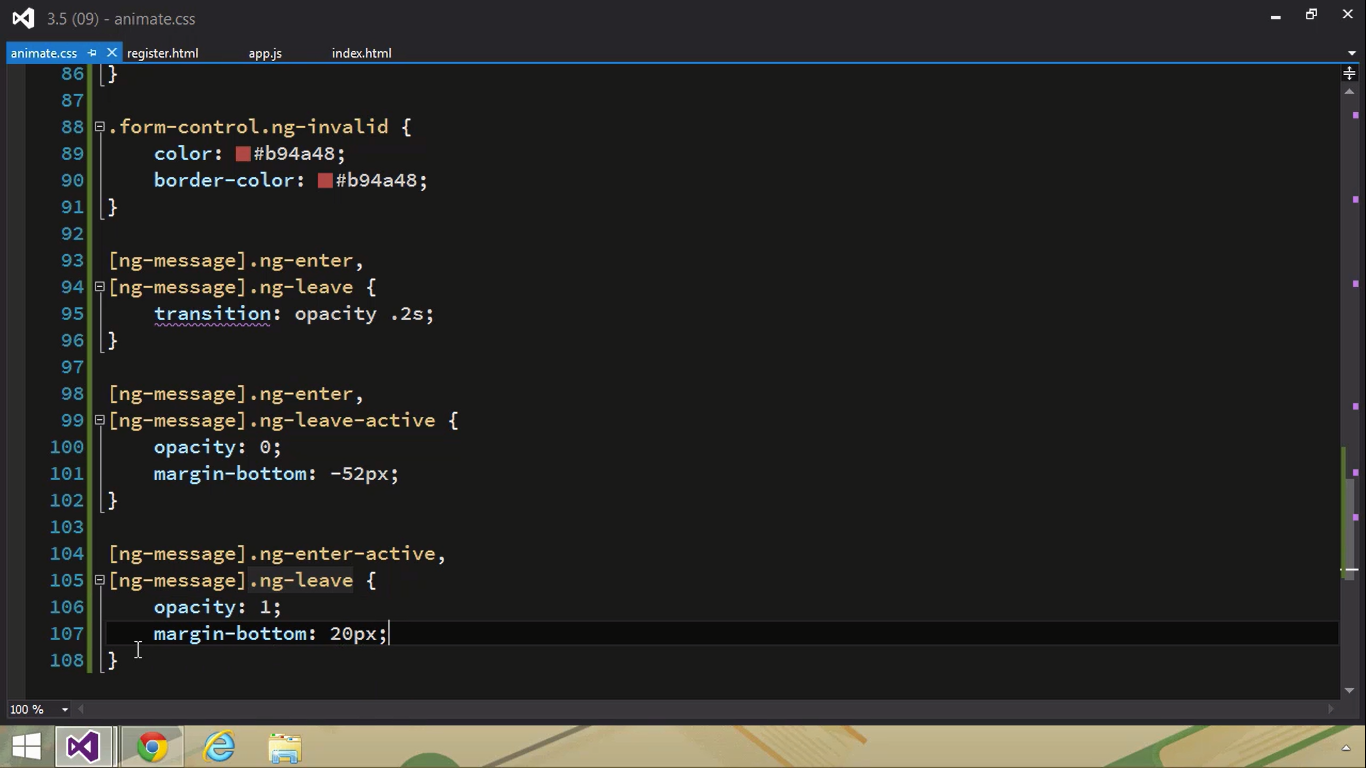 3.5 (09) - animate.css
animate.css register.html app.js index.html
86 }
87
88 .form-control.ng-invalid {
89 color: #b94a48;
90 border-color: #b94a48;
91 }
92
93 [ng-message].ng-enter,
94 [ng-message].ng-leave {
95 transition: opacity .2s;
96 }
97
98 [ng-message].ng-enter,
99 [ng-message].ng-leave-active {
100 opacity: 0;
101 margin-bottom: -52px;
102 }
103
104 [ng-message].ng-enter-active,
105 [ng-message].ng-leave {
106 opacity: 1;
107 margin-bottom: 20px;
108 }
100 %